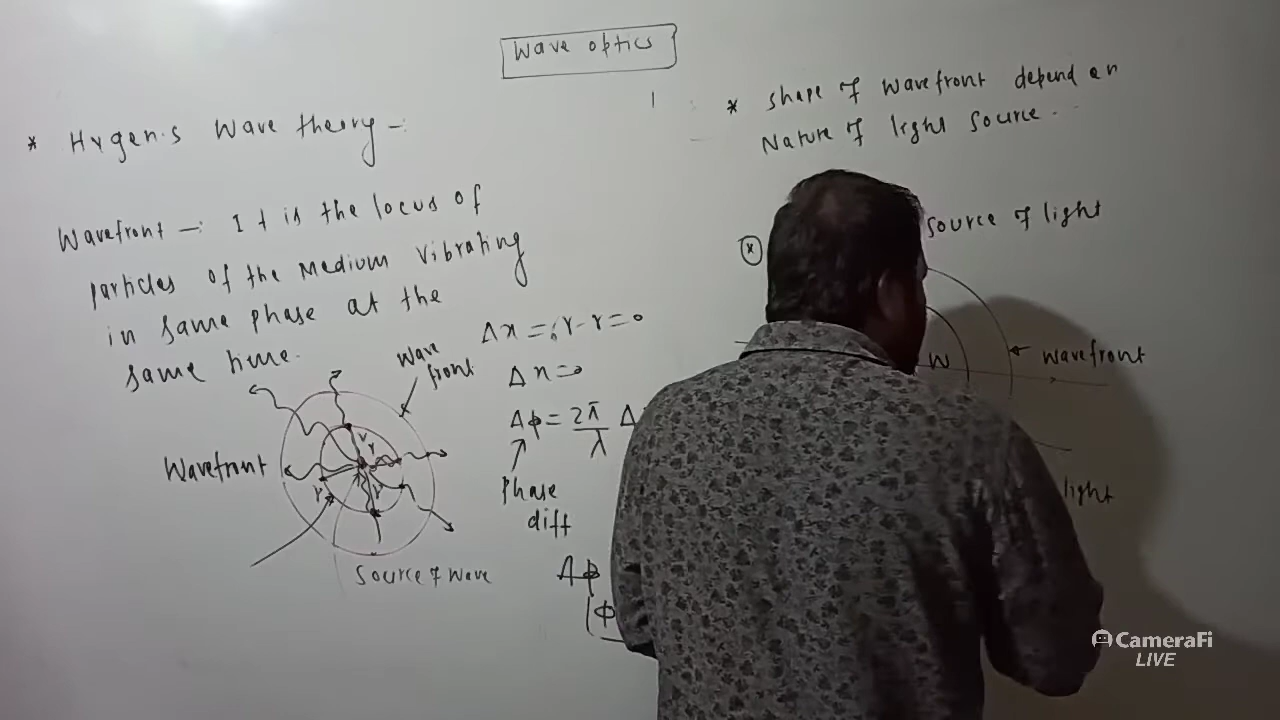 Wave optics
* Hygen's Wave theory -:
Wavefront -: It is the locus of
particles of the medium vibrating
in same phase at the
same time.
Wave
front
Wavefront
r
r
r
r
Source of wave
Δx = r-r=0
Δx=0
Δφ = 2π/λ Δ
Phase
diff
Δφ
φ
* Shape of Wavefront depend on
Nature of light source.
*
source of light
W
wavefront
light
CameraFi
LIVE